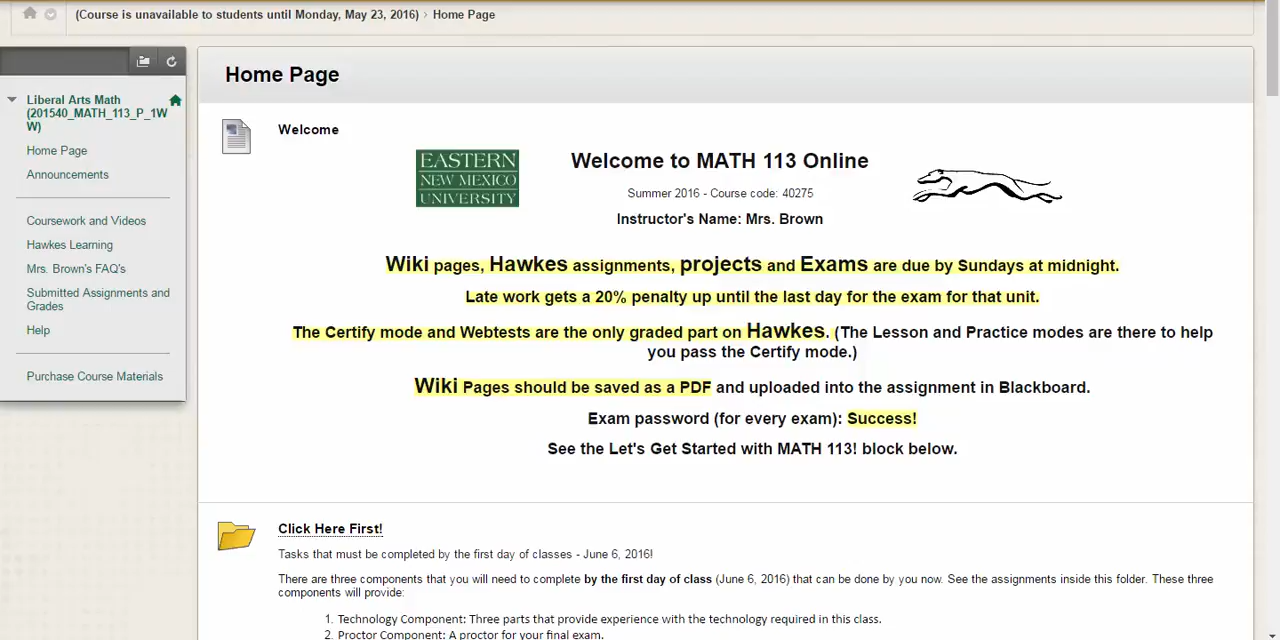 (Course is unavailable to students until Monday, May 23, 2016) › Home Page
Liberal Arts Math
(201540_MATH_113_P_1W
W)
Home Page
Announcements
Coursework and Videos
Hawkes Learning
Mrs. Brown's FAQ's
Submitted Assignments and
Grades
Help
Purchase Course Materials
Home Page
Welcome
EASTERN
NEW MEXICO
UNIVERSITY
Welcome to MATH 113 Online
Summer 2016 - Course code: 40275
Instructor's Name: Mrs. Brown
Wiki pages, Hawkes assignments, projects and Exams are due by Sundays at midnight.
Late work gets a 20% penalty up until the last day for the exam for that unit.
The Certify mode and Webtests are the only graded part on Hawkes. (The Lesson and Practice modes are there to help
you pass the Certify mode.)
Wiki Pages should be saved as a PDF and uploaded into the assignment in Blackboard.
Exam password (for every exam): Success!
See the Let's Get Started with MATH 113! block below.
Click Here First!
Tasks that must be completed by the first day of classes - June 6, 2016!
There are three components that you will need to complete by the first day of class (June 6, 2016) that can be done by you now. See the assignments inside this folder. These three
components will provide:
1. Technology Component: Three parts that provide experience with the technology required in this class.
2. Proctor Component: A proctor for your final exam.